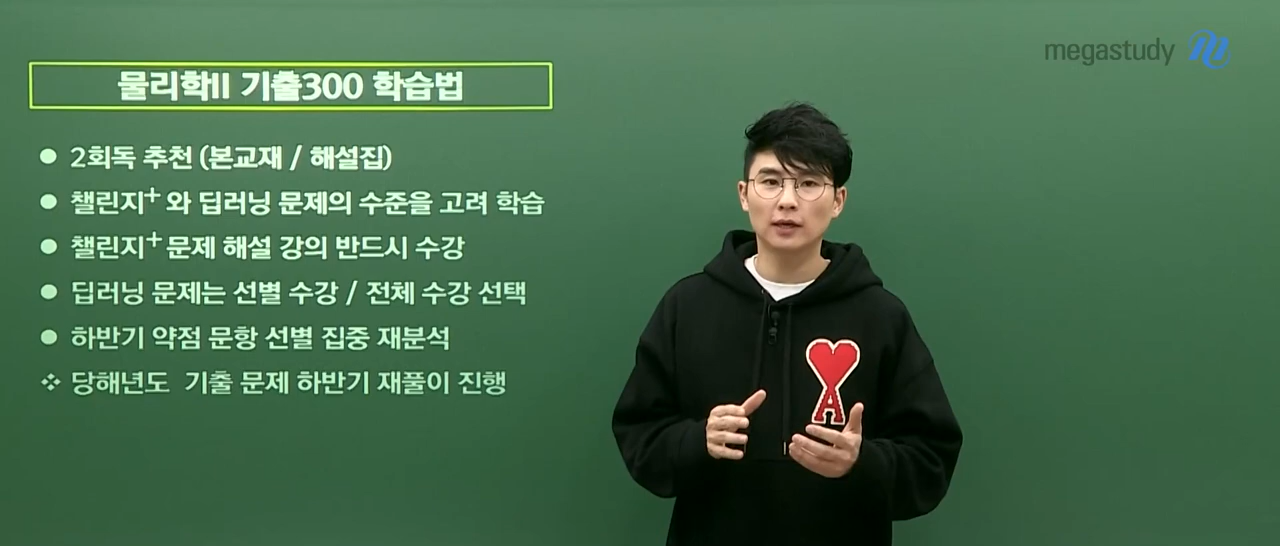 megastudy M
물리학II 기출300 학습법
● 2회독 추천 (본교재 / 해설집)
● 챌린지+ 와 딥러닝 문제의 수준을 고려 학습
● 챌린지+ 문제 해설 강의 반드시 수강
● 딥러닝 문제는 선별 수강 / 전체 수강 선택
● 하반기 약점 문항 선별 집중 재분석
❖ 당해년도 기출 문제 하반기 재풀이 진행
A